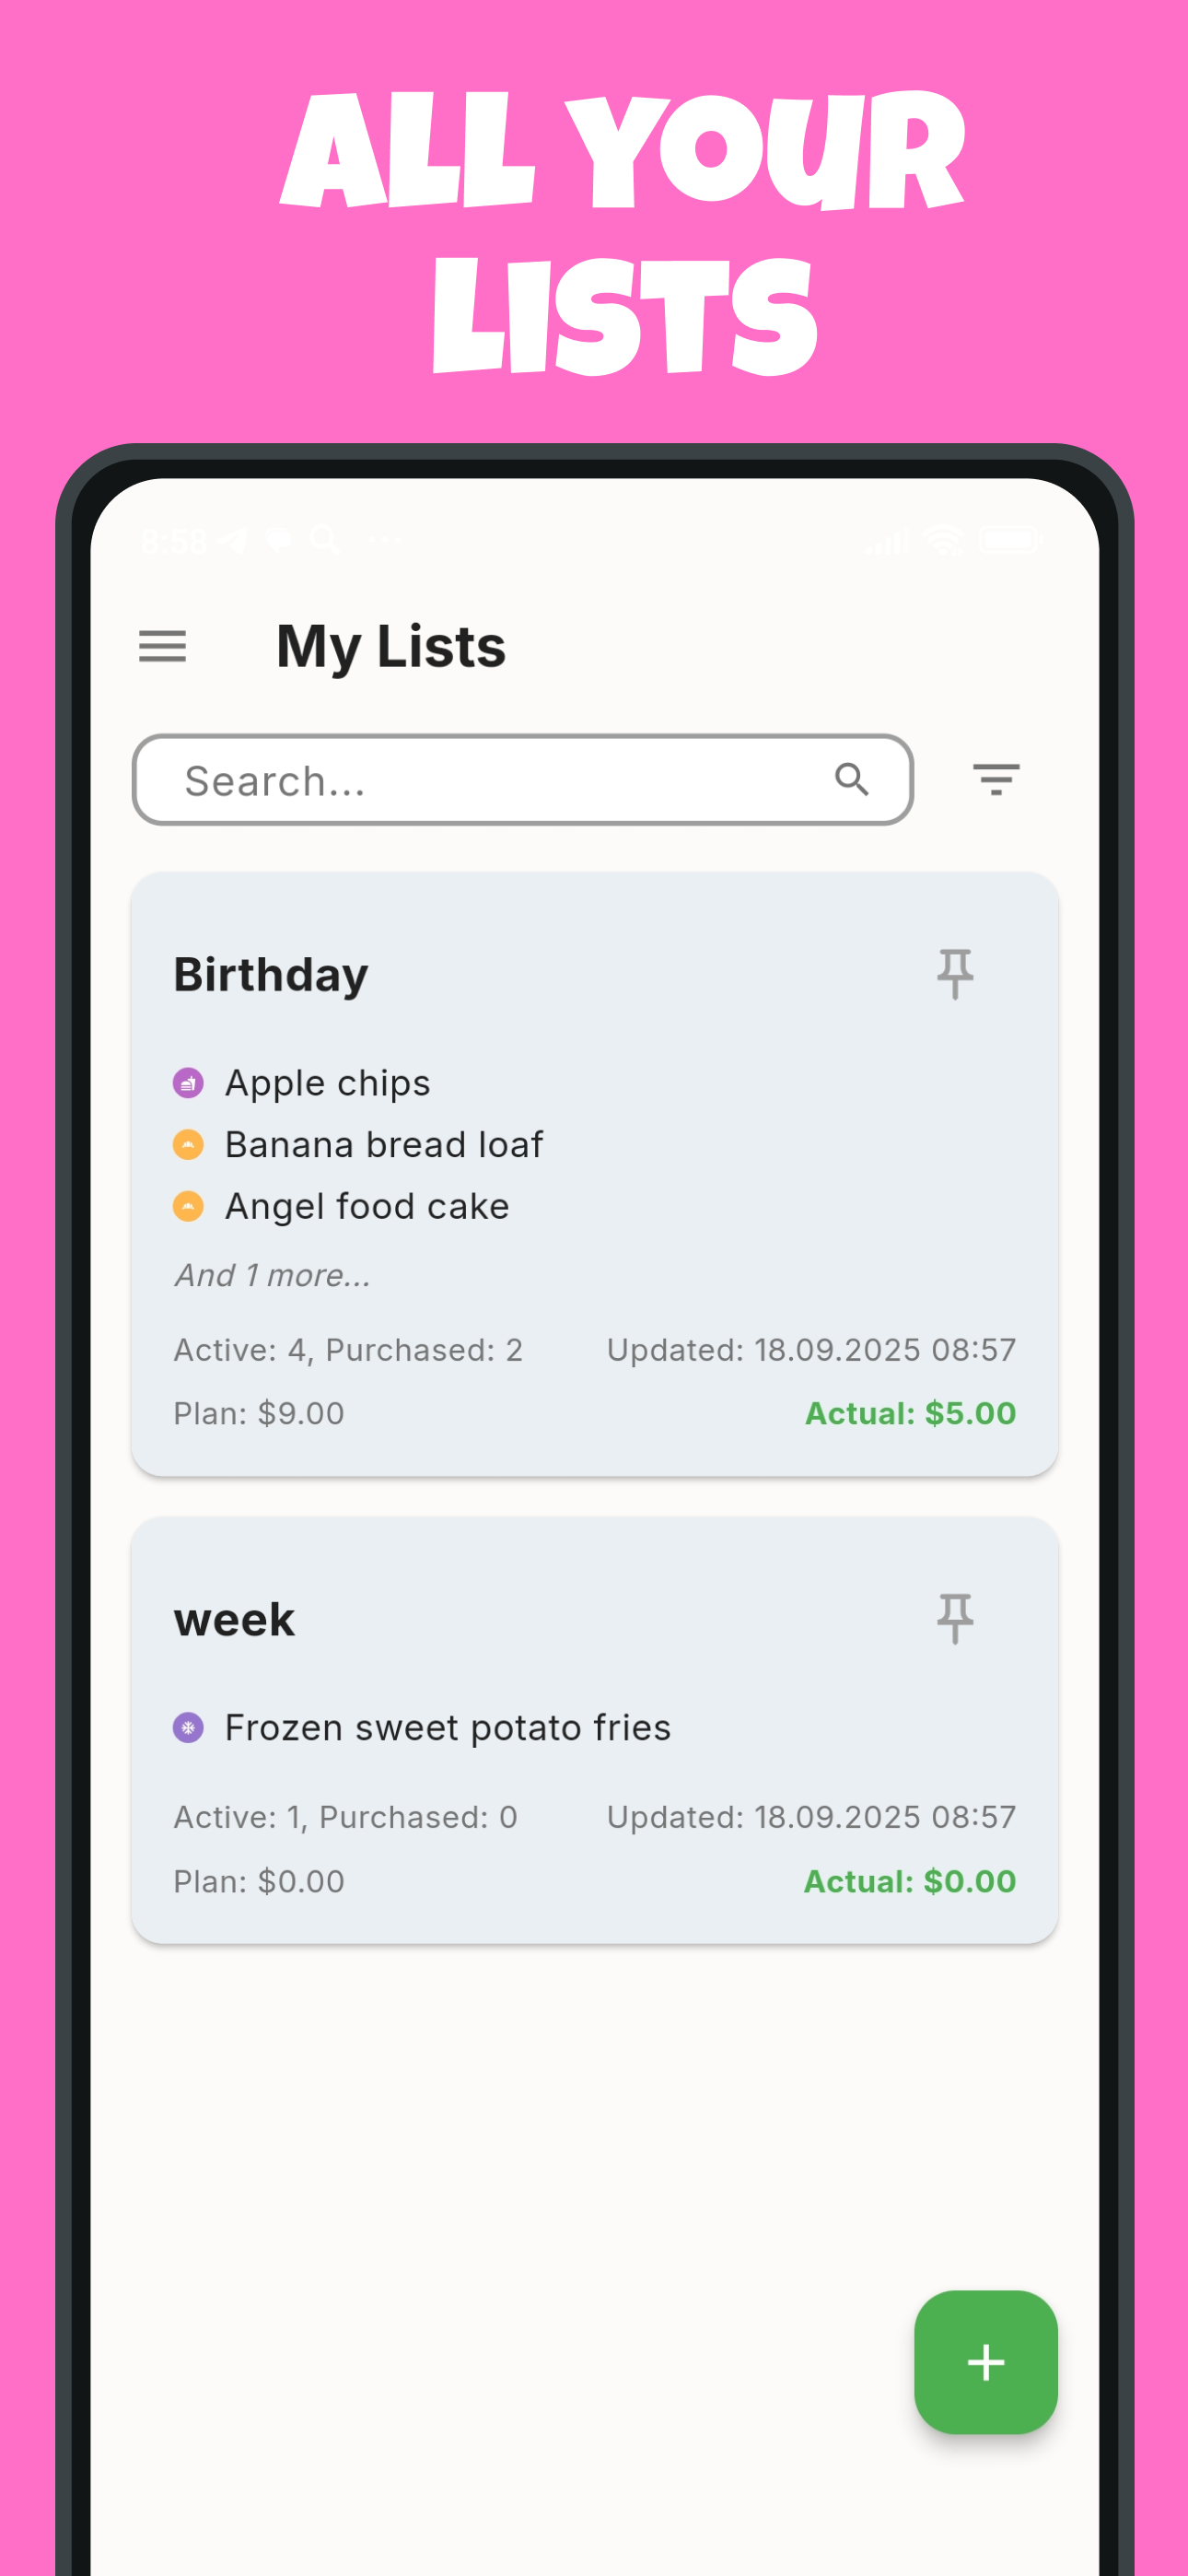 ALL YOUR
LISTS
8:58
My Lists
Search...
Birthday
Apple chips
Banana bread loaf
Angel food cake
And 1 more...
Active: 4, Purchased: 2 Updated: 18.09.2025 08:57
Plan: $9.00 Actual: $5.00
week
Frozen sweet potato fries
Active: 1, Purchased: 0 Updated: 18.09.2025 08:57
Plan: $0.00 Actual: $0.00